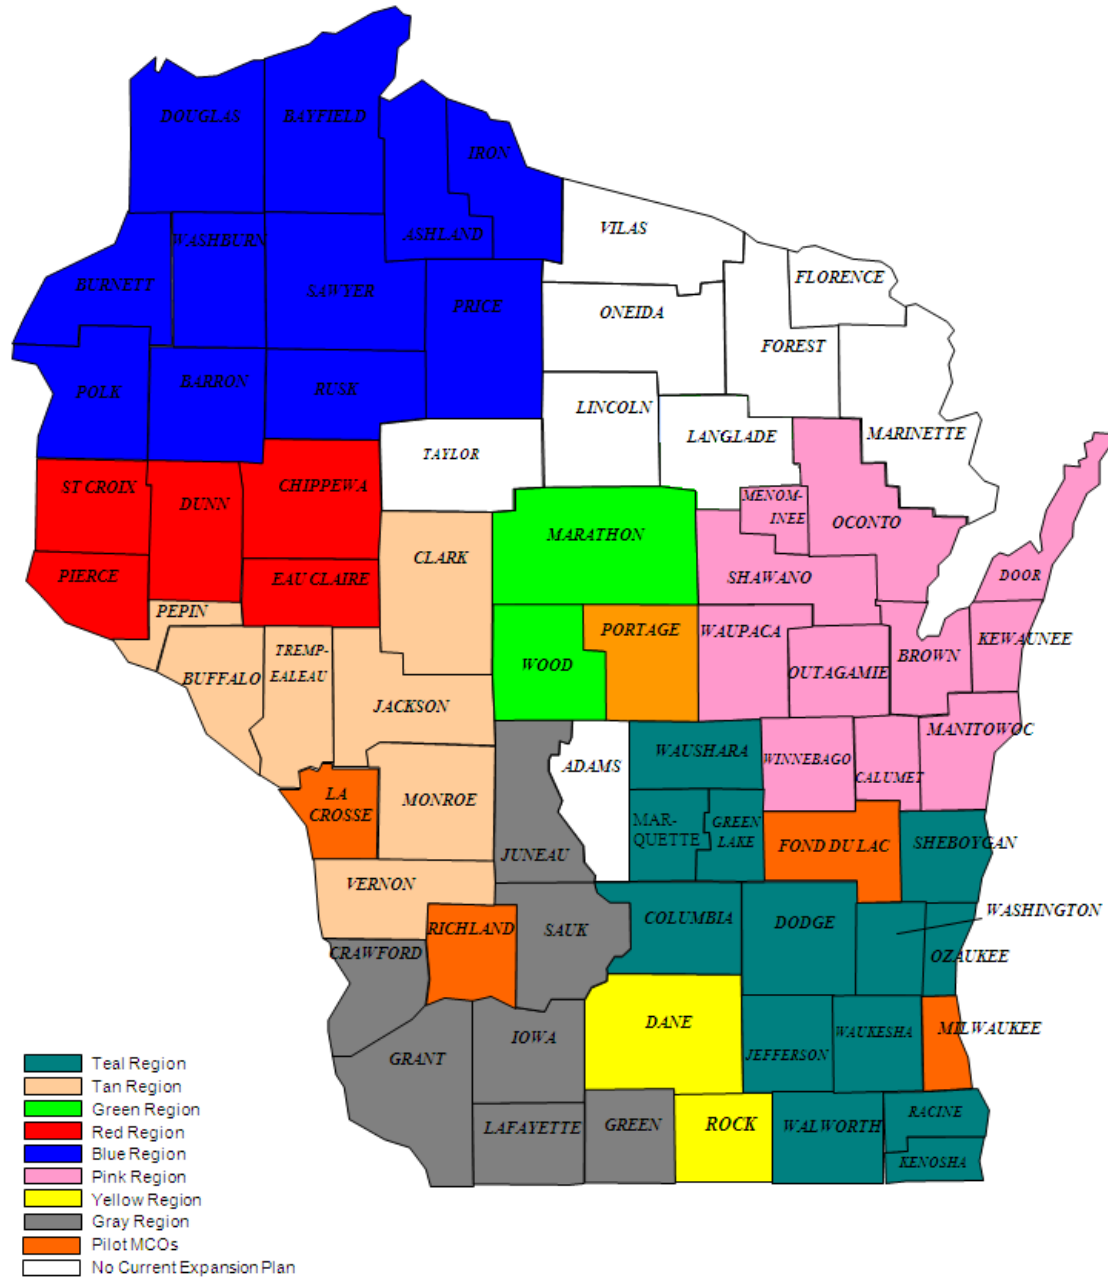 DOUGLAS
BAYFIELD
IRON
ASHLAND
VILAS
WASHBURN
BURNETT
SAWYER
PRICE
ONEIDA
FLORENCE
FOREST
POLK
BARRON
RUSK
LINCOLN
LANGLADE
MARINETTE
TAYLOR
ST CROIX
DUNN
CHIPPEWA
MENOM-
INEE
OCONTO
MARATHON
CLARK
PIERCE
EAU CLAIRE
SHAWANO
DOOR
PEPIN
PORTAGE
WAUPACA
KEWAUNEE
TREMP-
EALEAU
BUFFALO
WOOD
OUTAGAMIE
BROWN
JACKSON
MANITOWOC
WAUSHARA
WINNEBAGO
CALUMET
ADAMS
LA
CROSSE
MONROE
MAR-
QUETTE
GREEN
LAKE
FOND DU LAC
SHEBOYGAN
JUNEAU
VERNON
RICHLAND
SAUK
COLUMBIA
DODGE
WASHINGTON
CRAWFORD
OZAUKEE
DANE
IOWA
GRANT
JEFFERSON
WAUKESHA
MILWAUKEE
LAFAYETTE
GREEN
ROCK
WALWORTH
RACINE
KENOSHA
Teal Region
Tan Region
Green Region
Red Region
Blue Region
Pink Region
Yellow Region
Gray Region
Pilot MCOs
No Current Expansion Plan